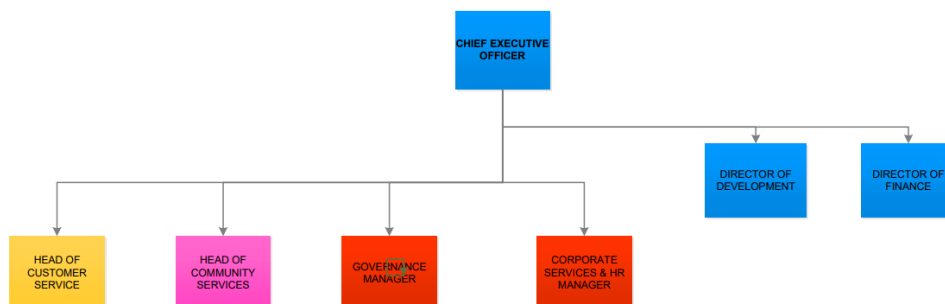 CHIEF EXECUTIVE
OFFICER
DIRECTOR OF
DEVELOPMENT
DIRECTOR OF
FINANCE
HEAD OF
CUSTOMER
SERVICE
HEAD OF
COMMUNITY
SERVICES
GOVERNANCE
MANAGER
CORPORATE
SERVICES & HR
MANAGER